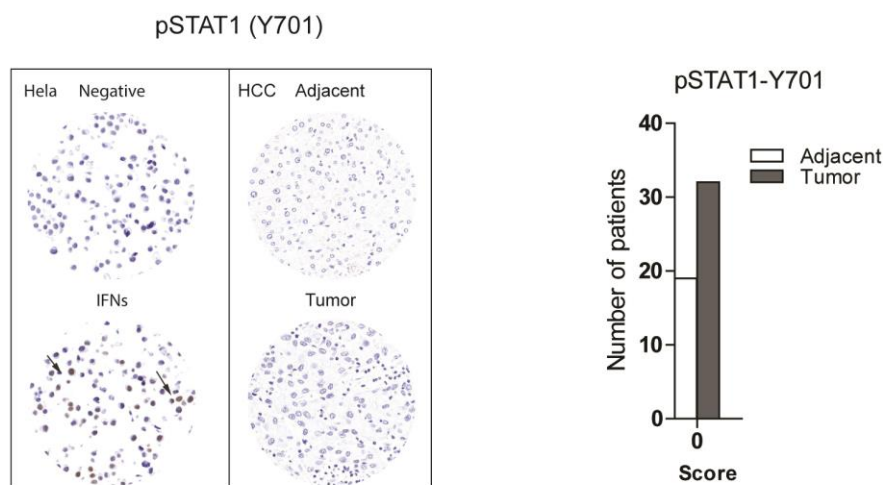 pSTAT1 (Y701)
Hela Negative
HCC Adjacent
IFNs
Tumor
pSTAT1-Y701
Number of patients
40
30
20
10
0
0
Score
Adjacent
Tumor